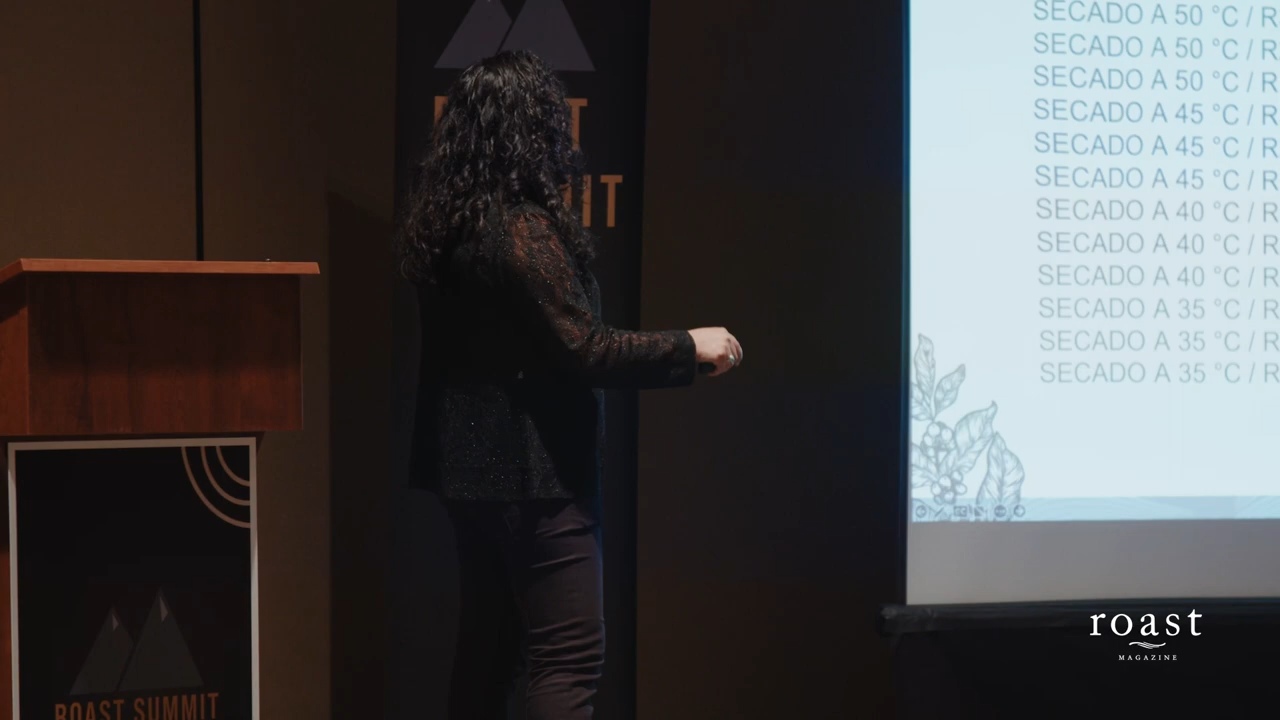 SECADO A 50 °C / R
SECADO A 50 °C / R
SECADO A 50 °C / R
SECADO A 45 °C / R
SECADO A 45 °C / R
SECADO A 45 °C / R
SECADO A 40 °C / R
SECADO A 40 °C / R
SECADO A 40 °C / R
SECADO A 35 °C / R
SECADO A 35 °C / R
SECADO A 35 °C / R
ROAST SUMMIT
roast
MAGAZINE